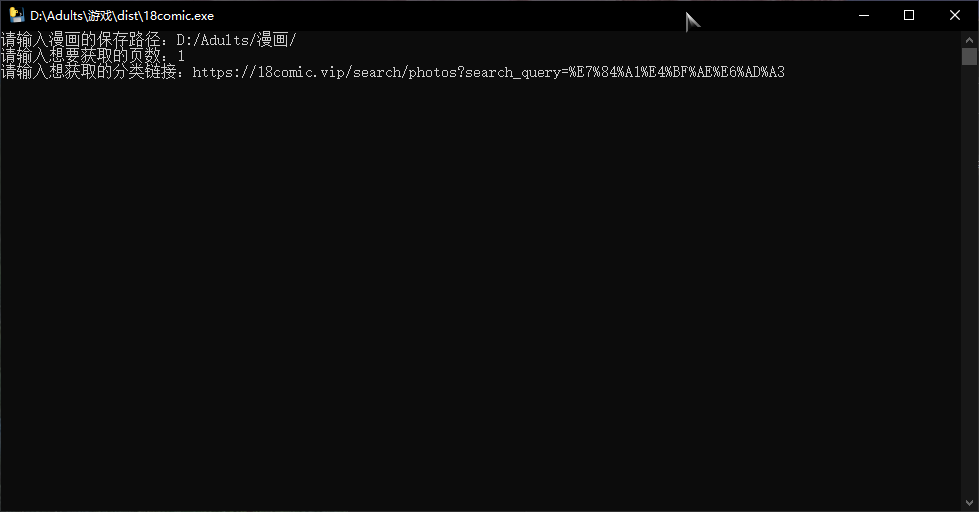 D:\Adults\游戏\dist\18comic.exe
请输入漫画的保存路径：D:/Adults/漫画/
请输入想要获取的页数：1
请输入想获取的分类链接：https://18comic.vip/search/photos?search_query=%E7%84%A1%E4%BF%AE%E6%AD%A3